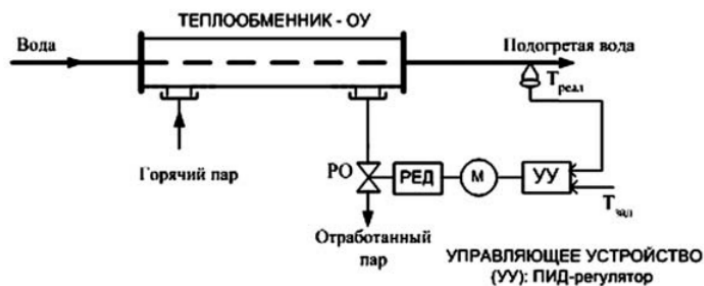 ТЕПЛООБМЕННИК - ОУ
Вода
Подогретая вода
Tреал
Горячий пар
РО
РЕД
М
УУ
Tзад
Отработанный
пар
УПРАВЛЯЮЩЕЕ УСТРОЙСТВО
(УУ): ПИД-регулятор